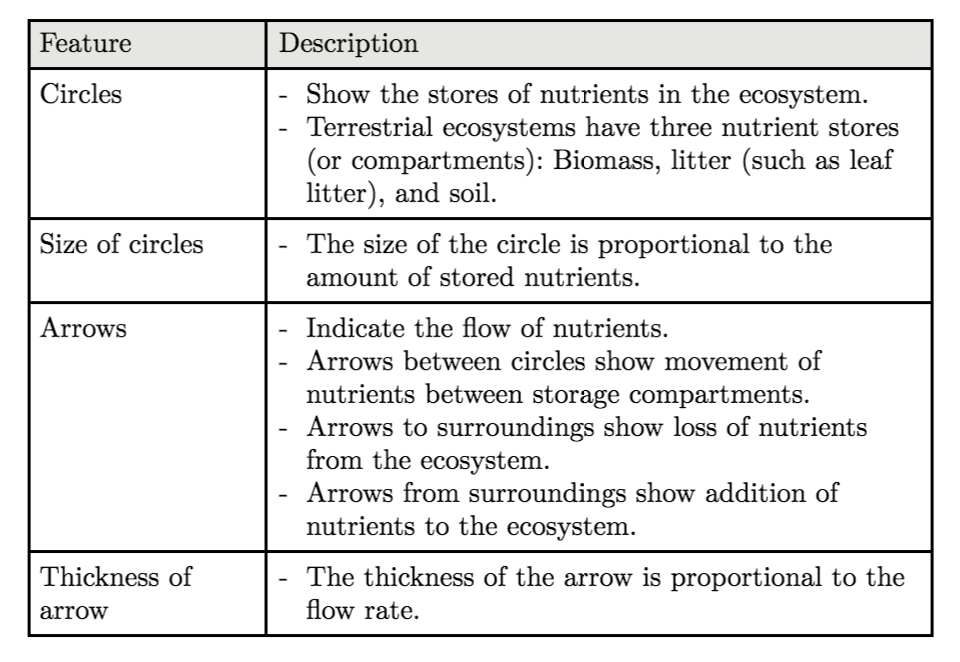 Feature
Description
Circles
- Show the stores of nutrients in the ecosystem.
- Terrestrial ecosystems have three nutrient stores
(or compartments): Biomass, litter (such as leaf
litter), and soil.
Size of circles
- The size of the circle is proportional to the
amount of stored nutrients.
Arrows
- Indicate the flow of nutrients.
- Arrows between circles show movement of
nutrients between storage compartments.
- Arrows to surroundings show loss of nutrients
from the ecosystem.
- Arrows from surroundings show addition of
nutrients to the ecosystem.
Thickness of
arrow
- The thickness of the arrow is proportional to the
flow rate.